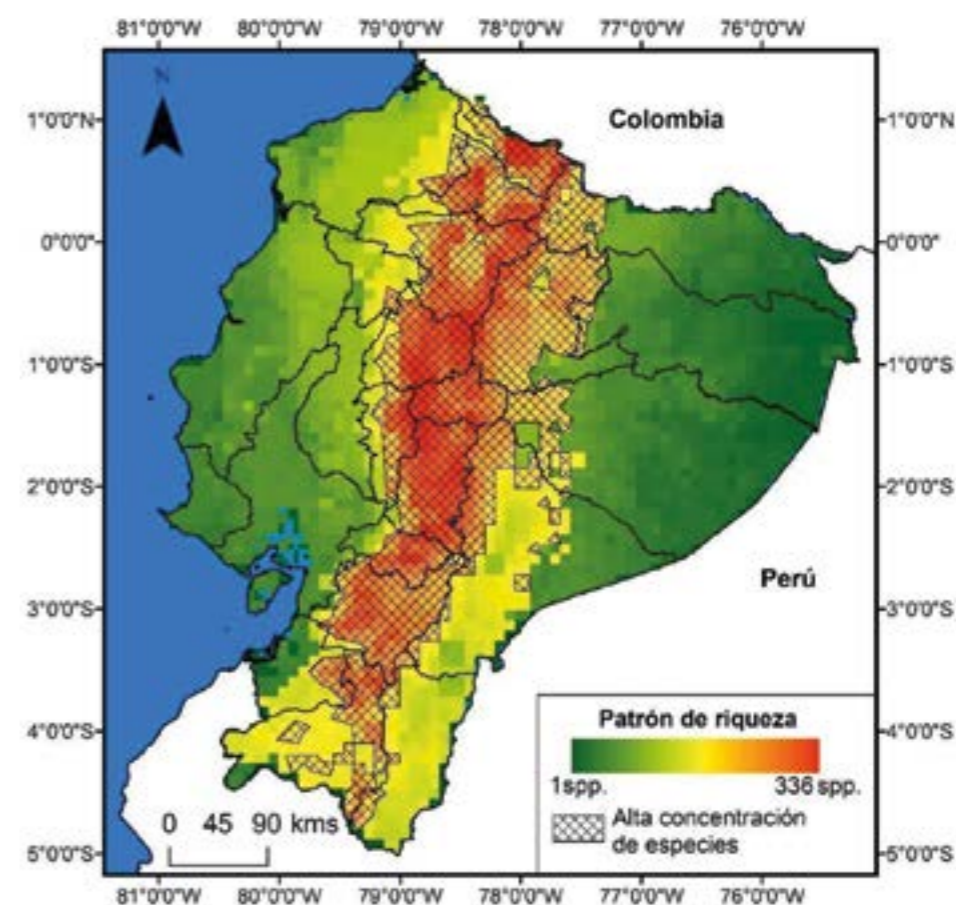 81°0'0"W 80°0'0"W 79°0'0"W 78°0'0"W 77°0'0"W 76°0'0"W
N
1°0'0"N Colombia 1°0'0"N
0°0'0" 0°0'0"
1°0'0"S 1°0'0"S
2°0'0"S 2°0'0"S
Perú
3°0'0"S 3°0'0"S
Patrón de riqueza
4°0'0"S 4°0'0"S
1spp. 336 spp.
0 45 90 kms
Alta concentración
de especies
5°0'0"S 5°0'0"S
81°0'0"W 80°0'0"W 79°0'0"W 78°0'0"W 77°0'0"W 76°0'0"W